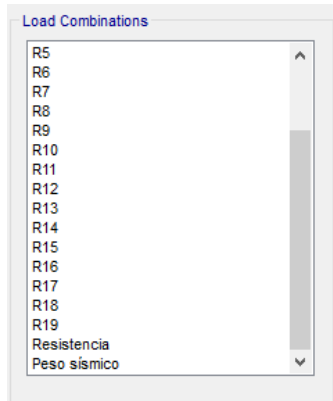 Load Combinations
R5
R6
R7
R8
R9
R10
R11
R12
R13
R14
R15
R16
R17
R18
R19
Resistencia
Peso sísmico